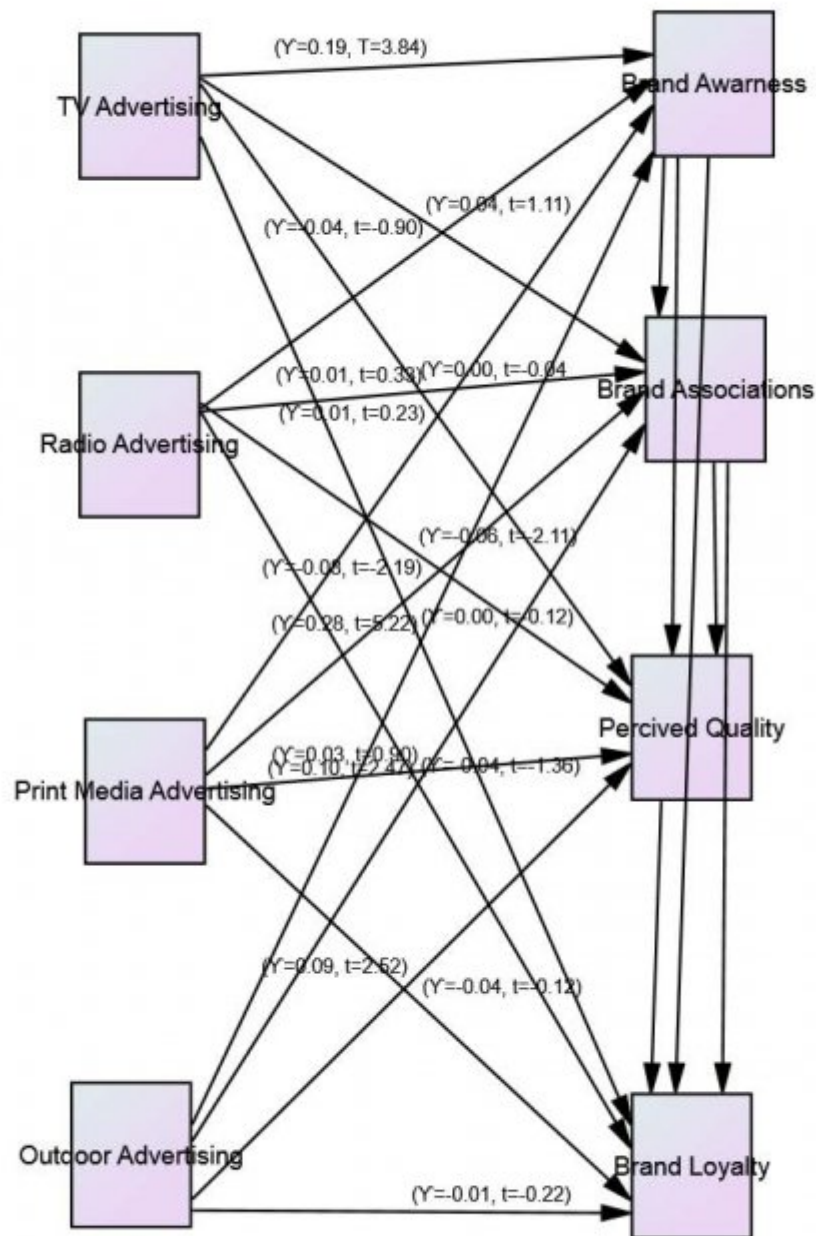 (ϒ=0.19, T=3.84)
Brand Awarness
TV Advertising
(ϒ=0.04, t=1.11)
(ϒ=-0.04, t=-0.90)
(ϒ=0.01, t=0.33)
(ϒ=0.00, t=-0.04
Brand Associations
(ϒ=0.01, t=0.23)
Radio Advertising
(ϒ=-0.06, t=-2.11)
(ϒ=-0.08, t=-2.19)
(ϒ=0.00, t=-0.12)
(ϒ=0.28, t=5.22)
Percived Quality
(ϒ=0.03, t=0.90)
(ϒ=0.10, t=2.47)
(ϒ=-0.04, t=-1.36)
Print Media Advertising
(ϒ=0.09, t=2.52)
(ϒ=-0.04, t=-0.12)
Outdoor Advertising
Brand Loyalty
(ϒ=-0.01, t=-0.22)